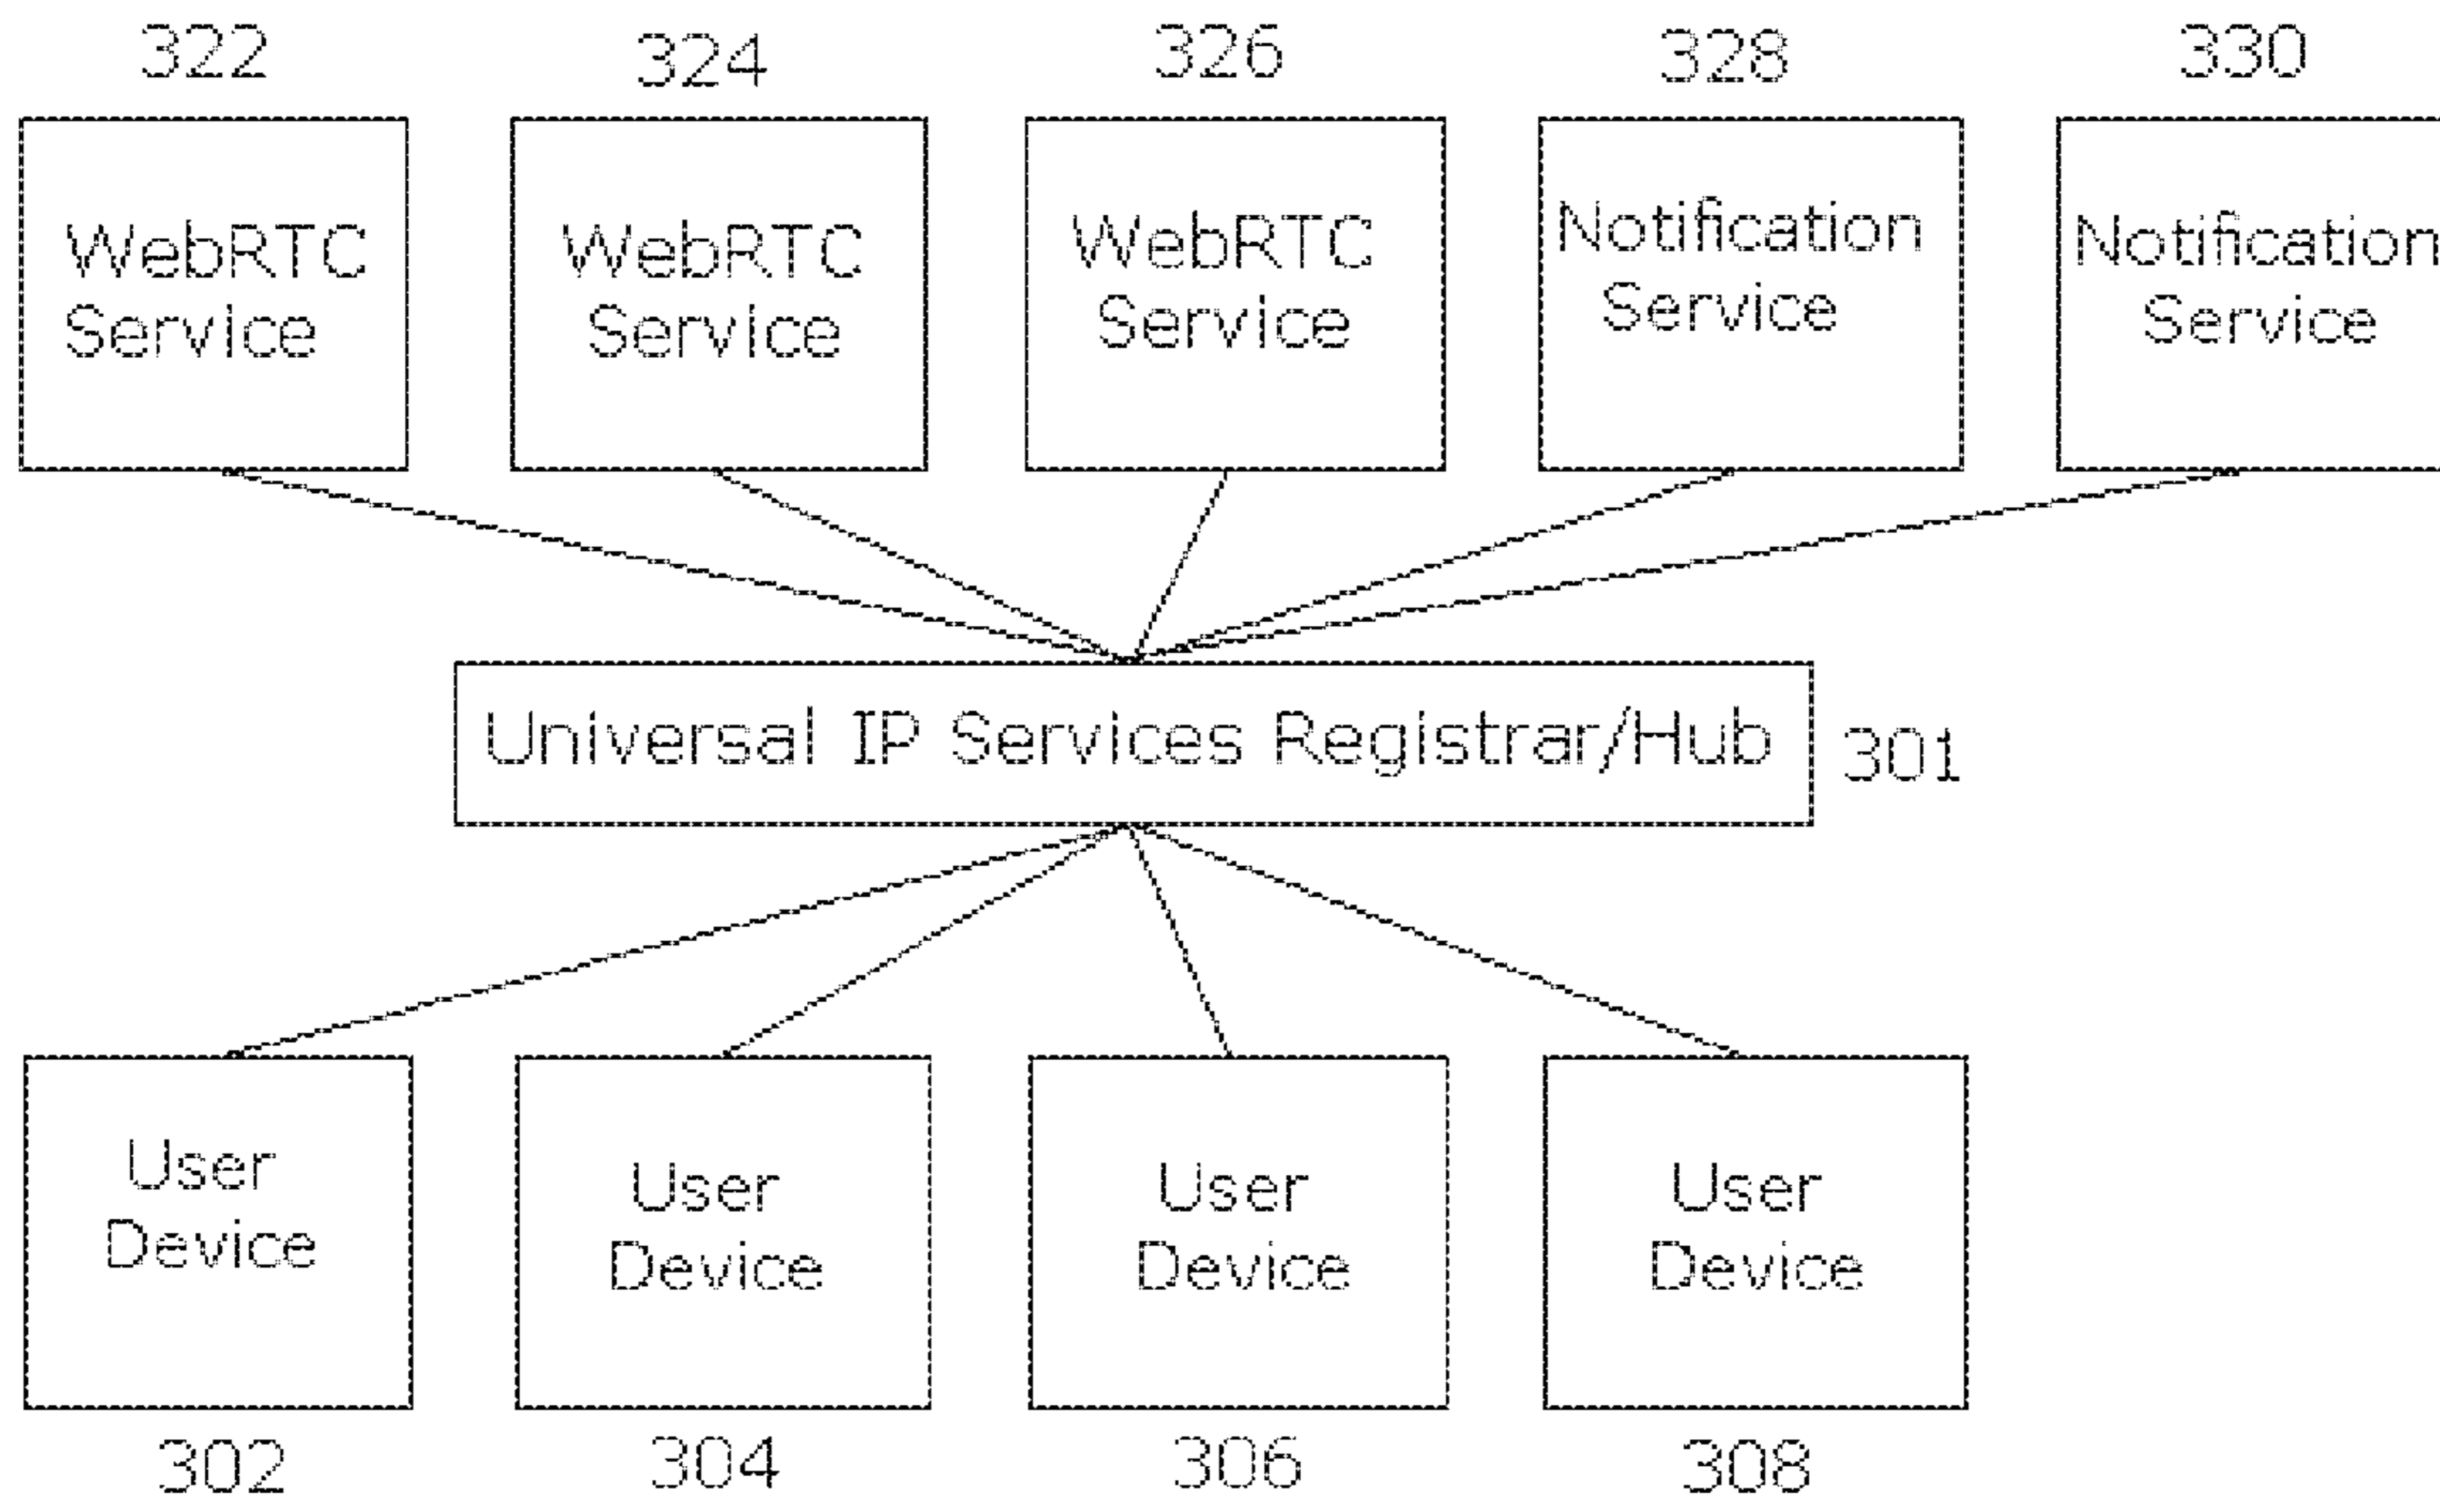 322 324 326 328 330
WebRTC WebRTC WebRTC Notification Notification
Service Service Service Service Service
Universal IP Services Registrar/Hub 301
User User User User
Device Device Device Device
302 304 306 308